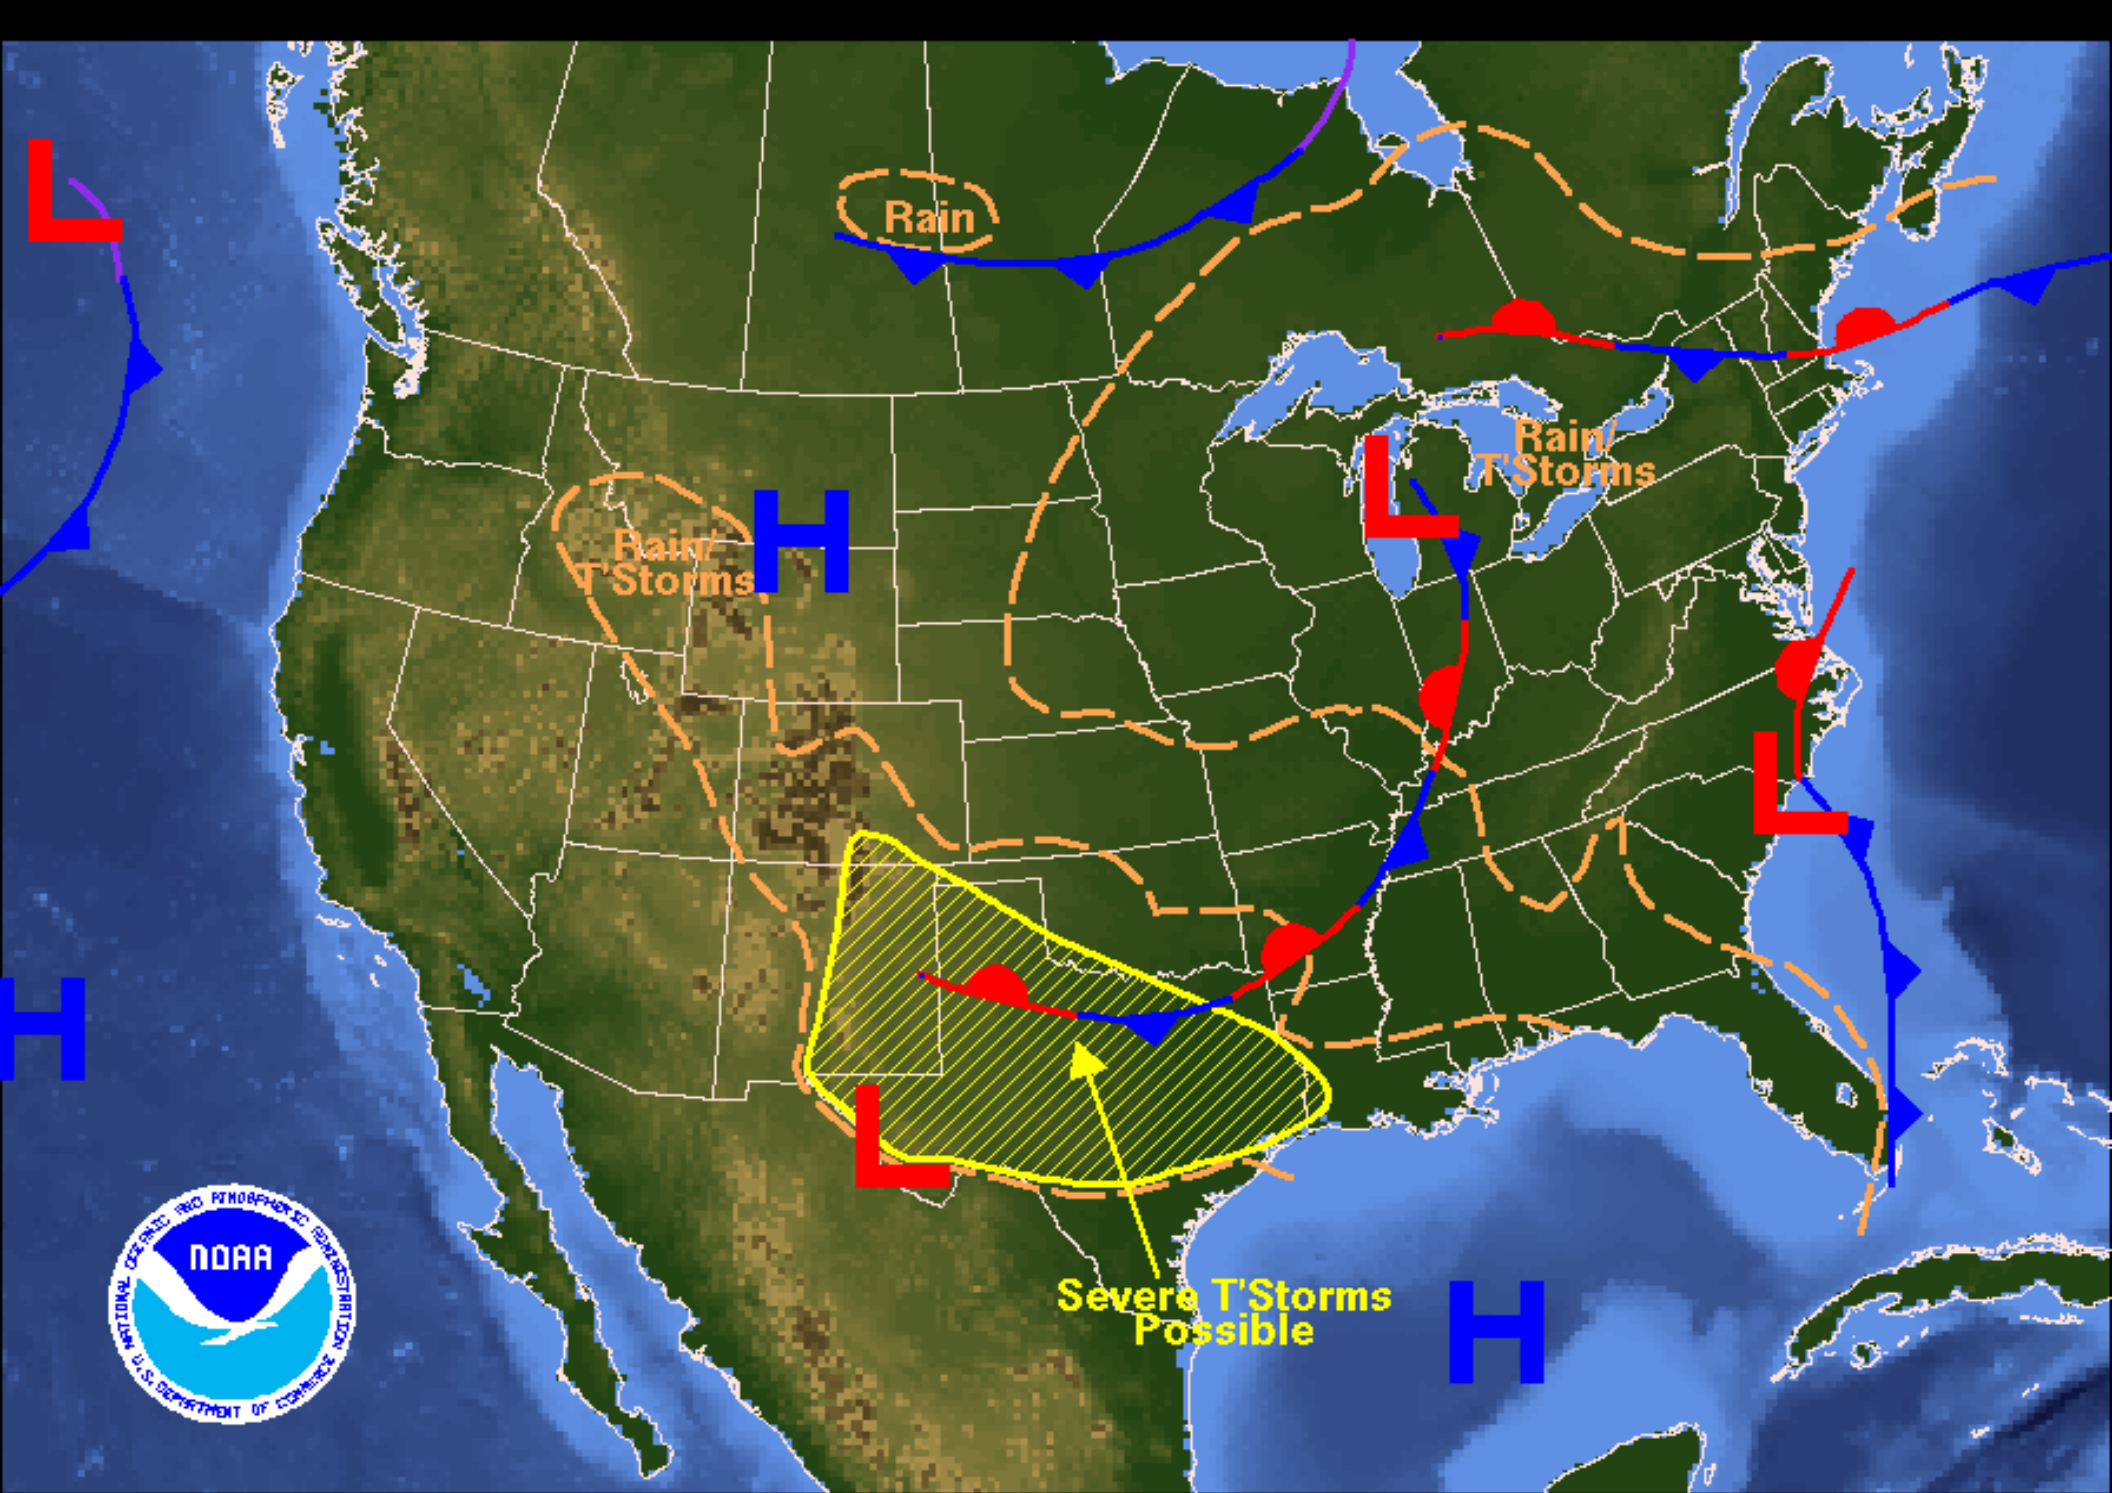 L
Rain
Rain/
T'Storms
L
Rain/
T'Storms
H
L
H
L
Severe T'Storms
Possible
H
NOAA
NATIONAL OCEANIC AND ATMOSPHERIC ADMINISTRATION
U.S. DEPARTMENT OF COMMERCE